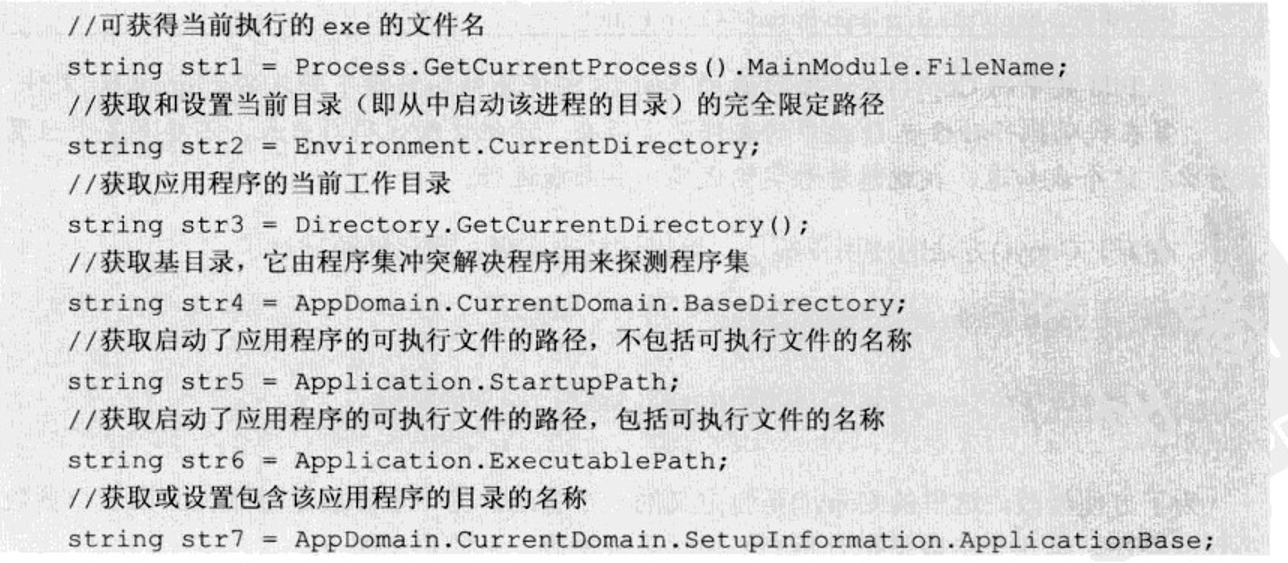 //可获得当前执行的 exe 的文件名
string str1 = Process.GetCurrentProcess().MainModule.FileName;
//获取和设置当前目录（即从中启动该进程的目录）的完全限定路径
string str2 = Environment.CurrentDirectory;
//获取应用程序的当前工作目录
string str3 = Directory.GetCurrentDirectory();
//获取基目录，它由程序集冲突解决程序用来探测程序集
string str4 = AppDomain.CurrentDomain.BaseDirectory;
//获取启动了应用程序的可执行文件的路径，不包括可执行文件的名称
string str5 = Application.StartupPath;
//获取启动了应用程序的可执行文件的路径，包括可执行文件的名称
string str6 = Application.ExecutablePath;
//获取或设置包含该应用程序的目录的名称
string str7 = AppDomain.CurrentDomain.SetupInformation.ApplicationBase;